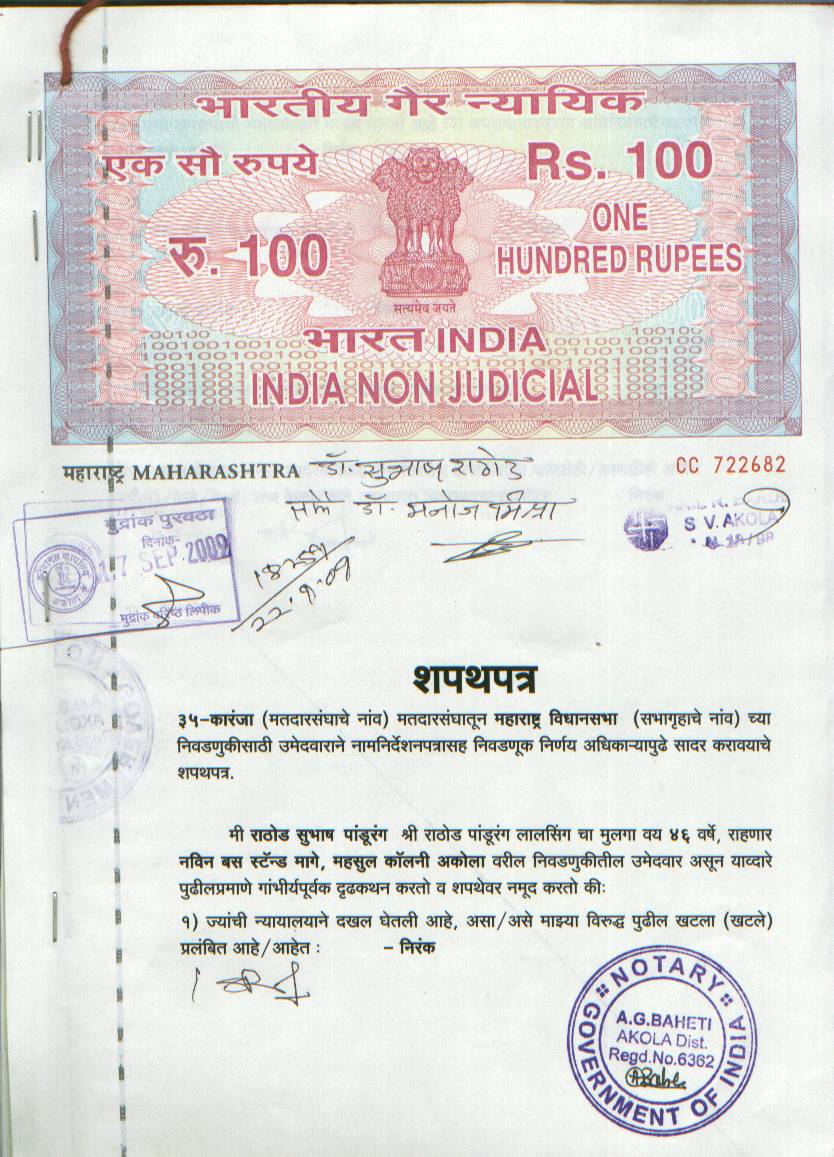 भारतीय गैर न्यायिक
एक सौ रुपये
Rs. 100
रु. 100
ONE
HUNDRED RUPEES
सत्यमेव जयते
भारत INDIA
INDIA NON JUDICIAL
महाराष्ट्र MAHARASHTRA
डॉ. सुभाष राठोड
CC 722682
डॉ.
S V. AKOLA
मुद्रांक पुरवठा
दिनांक-
17 SEP 2009
मुद्रांक वरिष्ठ लिपीक
22.9.09
शपथपत्र
३५-कारंजा (मतदारसंघाचे नांव) मतदारसंघातून महाराष्ट्र विधानसभा (सभागृहाचे नांव) च्या
निवडणुकीसाठी उमेदवाराने नामनिर्देशनपत्रासह निवडणूक निर्णय अधिकाऱ्यापुढे सादर करावयाचे
शपथपत्र.
मी राठोड सुभाष पांडूरंग श्री राठोड पांडूरंग लालसिंग चा मुलगा वय ४६ वर्षे, राहणार
नविन बस स्टॅन्ड मागे, महसुल कॉलनी अकोला वरील निवडणुकीतील उमेदवार असून याव्दारे
पुढीलप्रमाणे गांभीर्यपूर्वक दृढकथन करतो व शपथेवर नमूद करतो कीः
१) ज्यांची न्यायालयाने दखल घेतली आहे, असा/असे माझ्या विरुद्ध पुढील खटला (खटले)
प्रलंबित आहे/आहेत : - निरंक
NOTARY
A.G.BAHETI
AKOLA Dist.
Regd.No.6362
GOVERNMENT OF INDIA